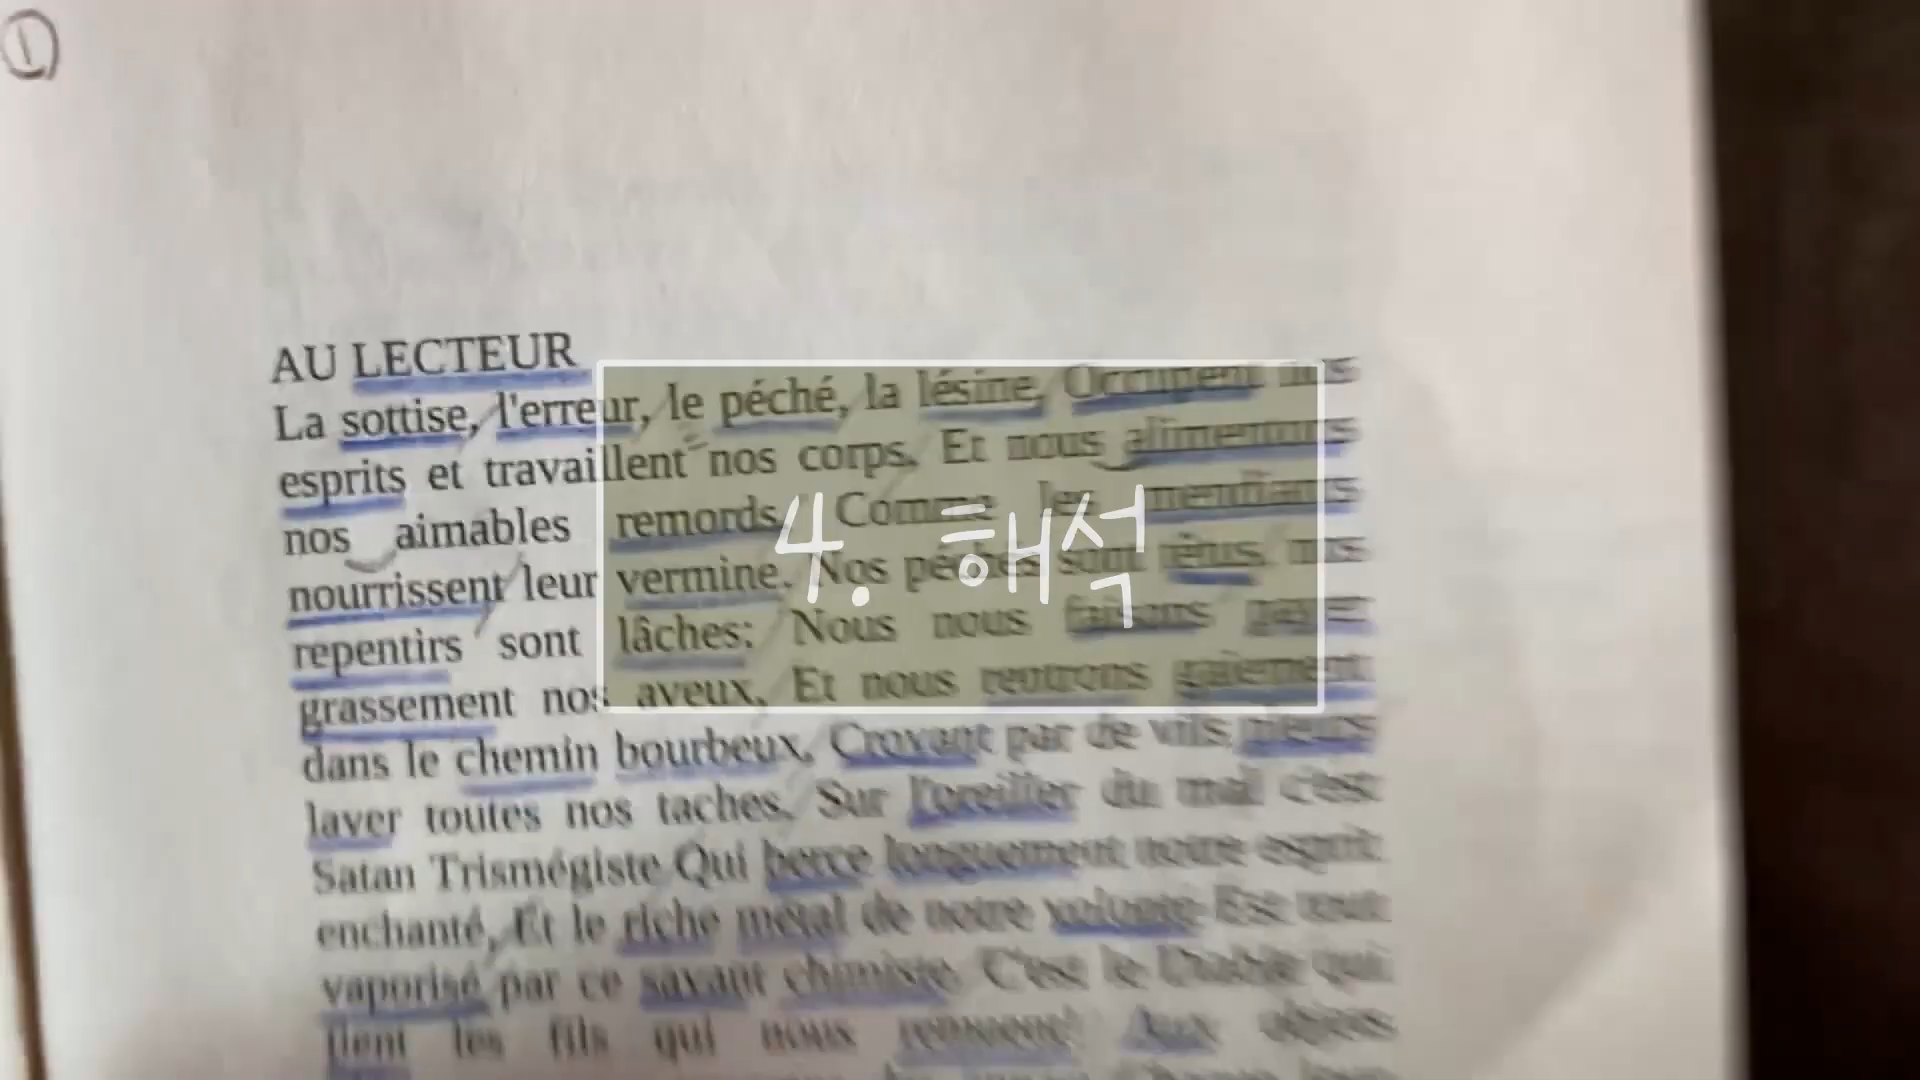 ①
AU LECTEUR
La sottise, l'erreur, le péché, la lésine, Occupent nos
esprits et travaillent nos corps, Et nous alimentons
nos aimables remords, Comme les mendiants
nourrissent leur vermine. Nos péchés sont têtus, nos
repentirs sont lâches; Nous nous faisons payer
grassement nos aveux, Et nous rentrons gaiement
dans le chemin bourbeux, Croyant par de vils pleurs
laver toutes nos taches. Sur l'oreiller du mal c'est
Satan Trismégiste Qui berce longuement notre esprit
enchanté, Et le riche métal de notre volonté Est tout
vaporisé par ce savant chimiste. C'est le Diable qui
tient les fils qui nous remuent! Aux objets
4. 해석